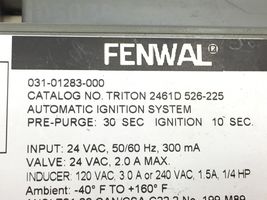 FENWAL
031-01283-000
CATALOG NO. TRITON 2461D 526-225
AUTOMATIC IGNITION SYSTEM
PRE-PURGE: 30 SEC IGNITION 10 SEC.
INPUT: 24 VAC, 50/60 Hz, 300 mA
VALVE: 24 VAC, 2.0 A MAX.
INDUCER: 120 VAC, 3.0 A or 240 VAC, 1.5A, 1/4 HP
Ambient: -40° F TO +160° F